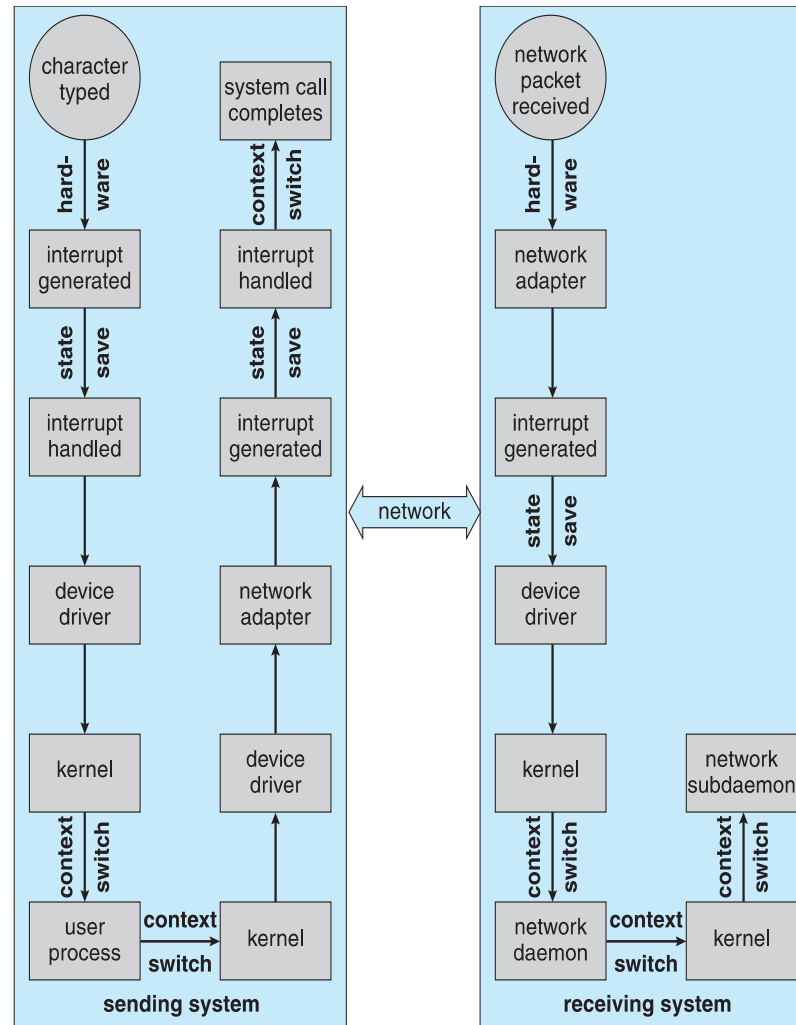 character
typed
hard-
ware
interrupt
generated
state
save
interrupt
handled
device
driver
kernel
context
switch
user
process
context
switch
kernel
device
driver
network
adapter
interrupt
generated
state
save
interrupt
handled
context
switch
system call
completes
sending system
network
network
packet
received
hard-
ware
network
adapter
interrupt
generated
state
save
device
driver
kernel
context
switch
network
daemon
context
switch
kernel
context
switch
network
subdaemon
receiving system